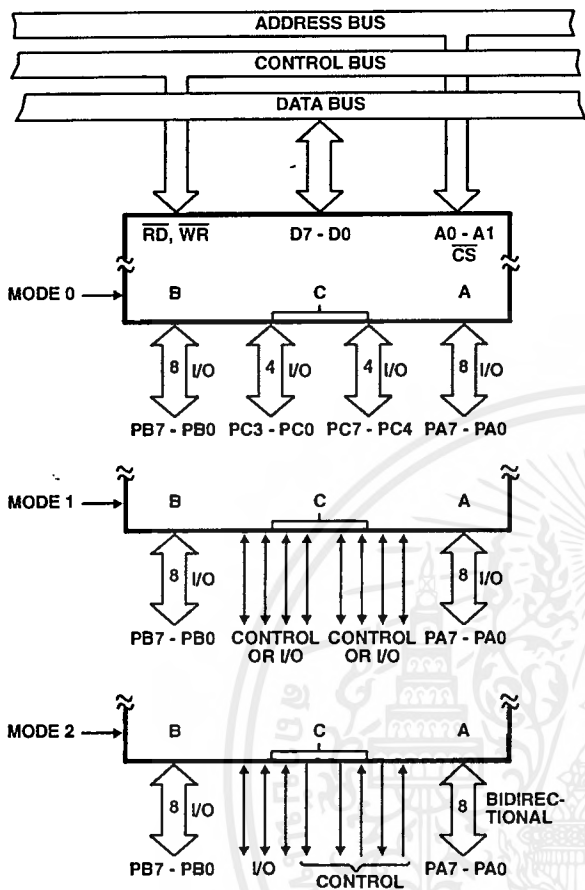 ADDRESS BUS
CONTROL BUS
DATA BUS
RD, WR D7 - D0 A0 - A1
CS
MODE 0 B C A
8 I/O 4 I/O 4 I/O 8 I/O
PB7 - PB0 PC3 - PC0 PC7 - PC4 PA7 - PA0
MODE 1 B C A
8 I/O 8 I/O
PB7 - PB0 CONTROL OR I/O CONTROL OR I/O PA7 - PA0
MODE 2 B C A
8 I/O 8 BIDIREC-
TIONAL
PB7 - PB0 I/O CONTROL PA7 - PA0